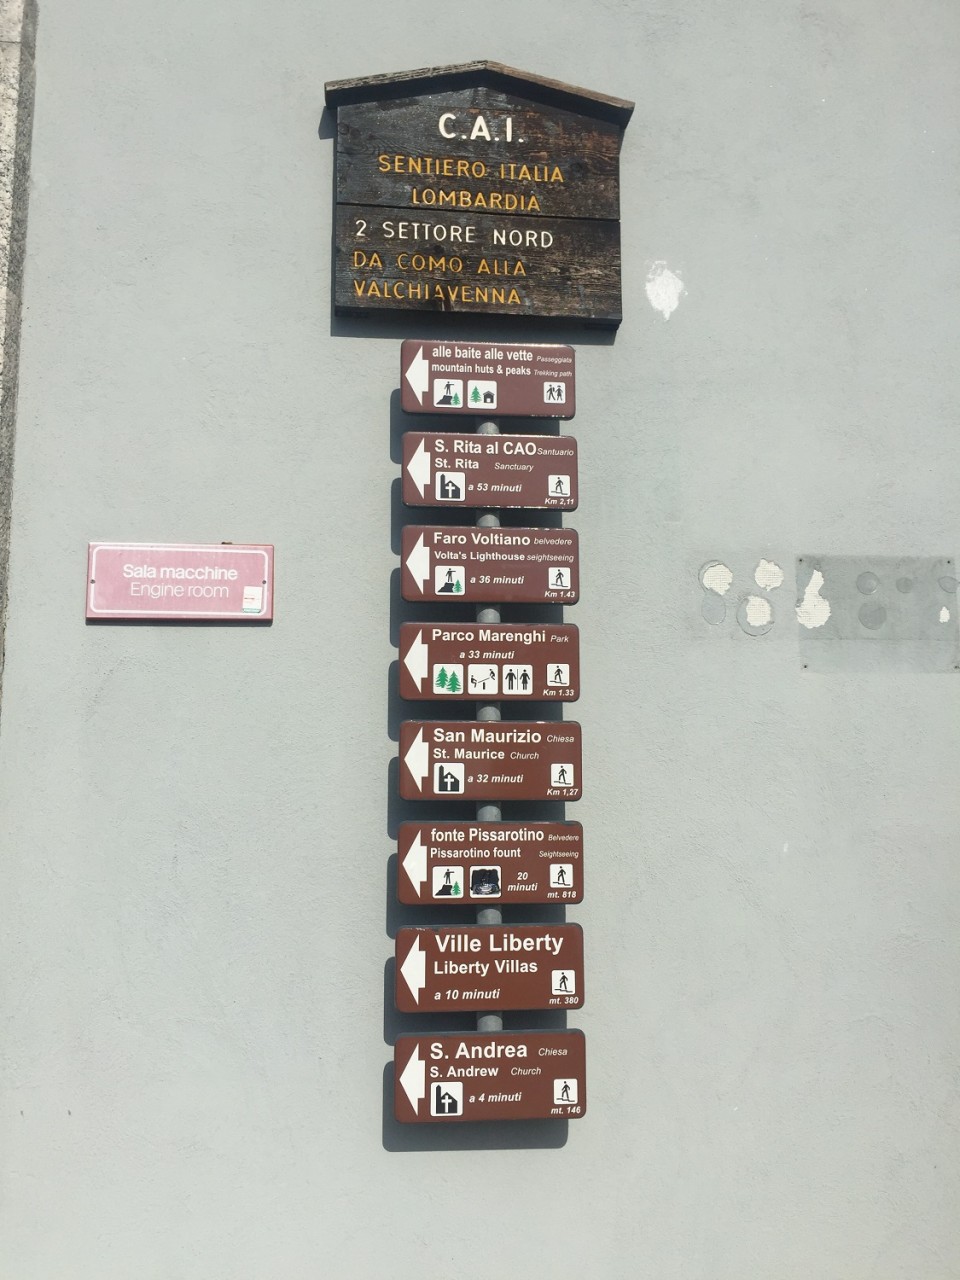 C.A.I.
SENTIERO ITALIA
LOMBARDIA
2 SETTORE NORD
DA COMO ALLA
VALCHIAVENNA
alle baite alle vette Passeggiata
mountain huts & peaks Trekking path
S. Rita al CAO Santuario
St. Rita Sanctuary
a 53 minuti
Km 2,11
Faro Voltiano belvedere
Volta's Lighthouse seightseeing
a 36 minuti
Km 1.43
Sala macchine
Engine room
Parco Marenghi Park
a 33 minuti
Km 1.33
San Maurizio Chiesa
St. Maurice Church
a 32 minuti
Km 1,27
fonte Pissarotino Belvedere
Pissarotino fount Seightseeing
20
minuti
mt. 818
Ville Liberty
Liberty Villas
a 10 minuti
mt. 380
S. Andrea Chiesa
S. Andrew Church
a 4 minuti
mt. 146